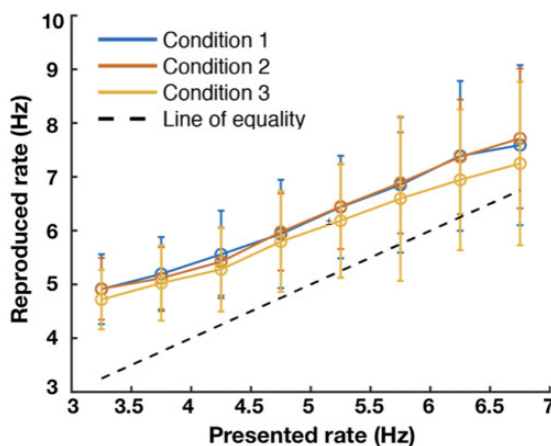 10
9
8
7
6
5
4
3
Reproduced rate (Hz)
Condition 1
Condition 2
Condition 3
Line of equality
3 3.5 4 4.5 5 5.5 6 6.5 7
Presented rate (Hz)